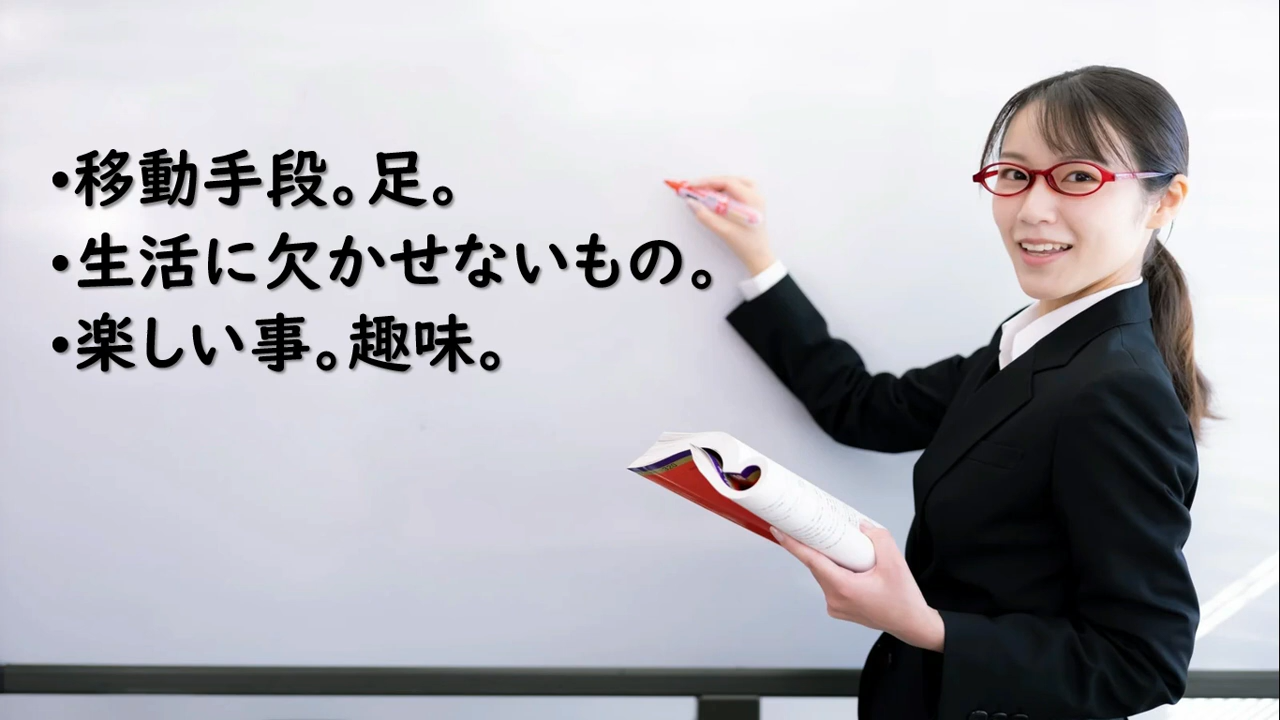 ・移動手段。足。
・生活に欠かせないもの。
・楽しい事。趣味。